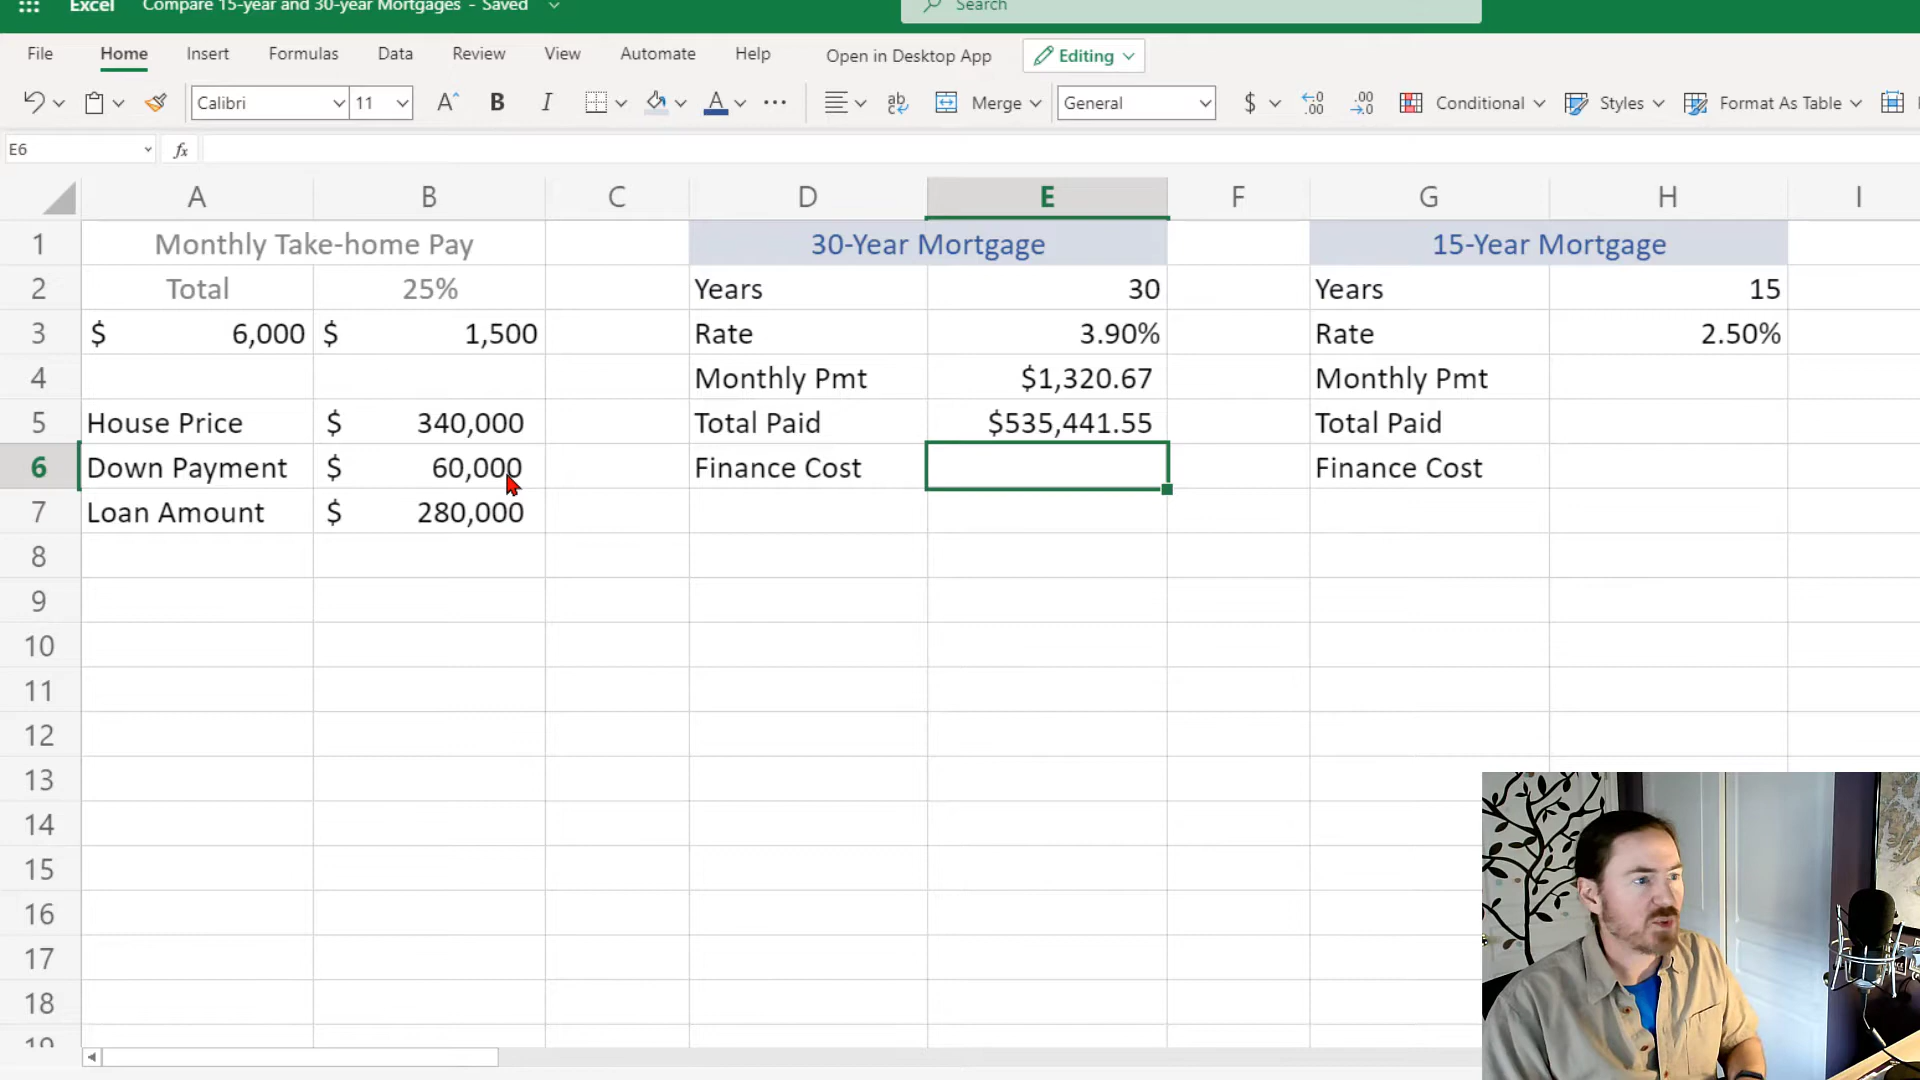 Excel Compare 15-year and 30-year Mortgages - Saved Search
File Home Insert Formulas Data Review View Automate Help Open in Desktop App Editing
Calibri 11 A B I A ... ab Merge General $ .00 .00 Conditional Styles Format As Table
E6 fx
A B C D E F G H I
1 Monthly Take-home Pay 30-Year Mortgage 15-Year Mortgage
2 Total 25% Years 30 Years 15
3 $ 6,000 $ 1,500 Rate 3.90% Rate 2.50%
4 Monthly Pmt $1,320.67 Monthly Pmt
5 House Price $ 340,000 Total Paid $535,441.55 Total Paid
6 Down Payment $ 60,000 Finance Cost Finance Cost
7 Loan Amount $ 280,000
8
9
10
11
12
13
14
15
16
17
18
19